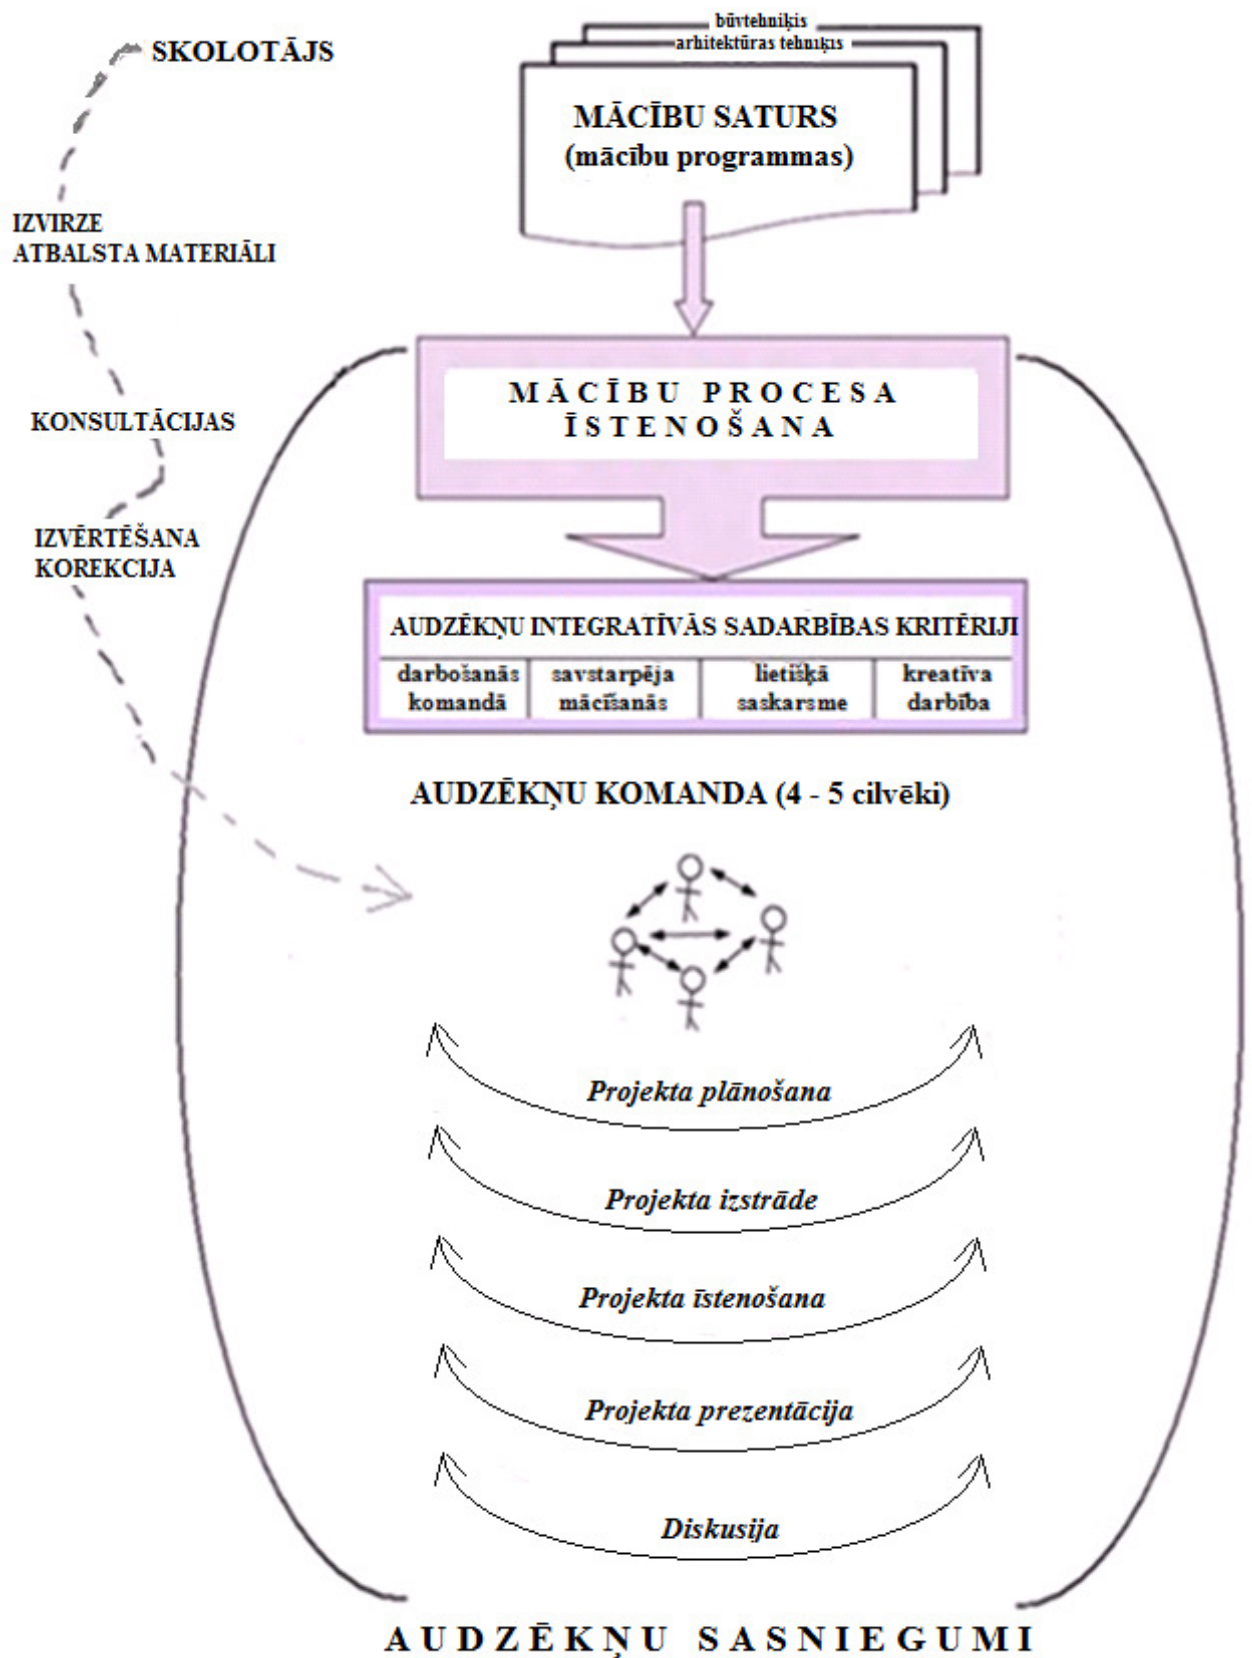 SKOLOTĀJS
būvtehniķis
arhitektūras tehniķis
MĀCĪBU SATURS
(mācību programmas)
IZVIRZE
ATBALSTA MATERIĀLI
KONSULTĀCIJAS
IZVĒRTĒŠANA
KOREKCIJA
MĀCĪBU PROCESA
ĪSTENOŠANA
AUDZĒKŅU INTEGRATĪVĀS SADARBĪBAS KRITĒRIJI
darbošanās
komandā
savstarpēja
mācīšanās
lietišķā
saskarsme
kreatīva
darbība
AUDZĒKŅU KOMANDA (4 - 5 cilvēki)
Projekta plānošana
Projekta izstrāde
Projekta īstenošana
Projekta prezentācija
Diskusija
AUDZĒKŅU SASNIEGUMI